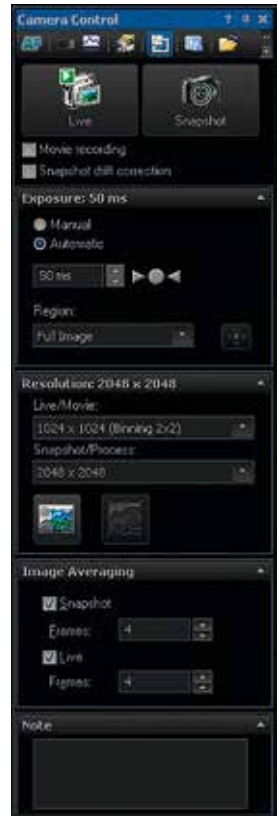 Camera Control
Live
Snapshot
Movie recording
Snapshot drift correction
Exposure: 50 ms
Manual
Automatic
50 ms
Region:
Full Image
Resolution: 2048 x 2048
Live/Movie:
1024 x 1024 (Binning 2x2)
Snapshot/Process:
2048 x 2048
Image Averaging
Snapshot
Frames: 4
Live
Frames: 4
Note